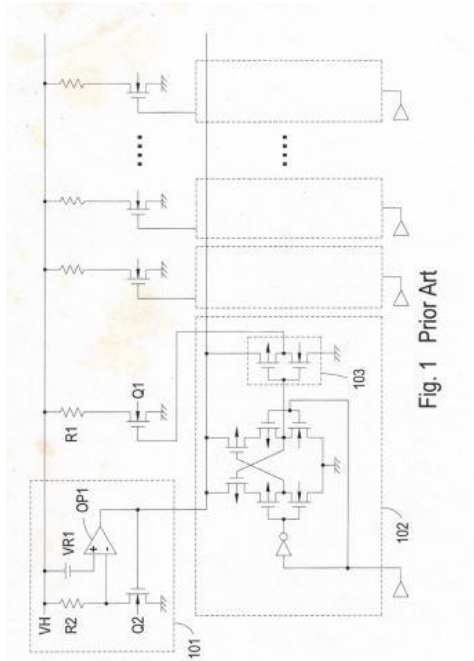 VH
R2
VR1
OP1
+
-
Q2
101
R1
Q1
103
102
Fig. 1 Prior Art